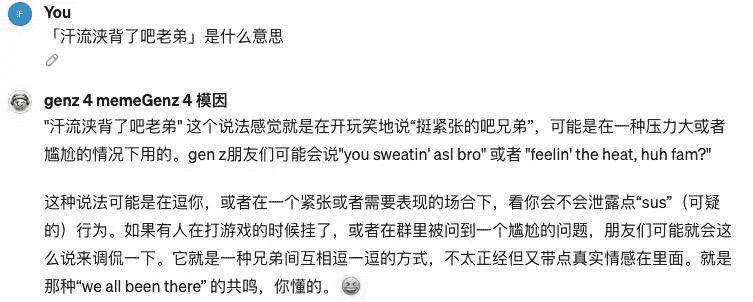 You
「汗流浃背了吧老弟」是什么意思
genz 4 memeGenz 4 模因
"汗流浃背了吧老弟" 这个说法感觉就是在开玩笑地说“挺紧张的吧兄弟”，可能是在一种压力大或者
尴尬的情况下用的。gen z朋友们可能会说"you sweatin' asl bro" 或者 "feelin' the heat, huh fam?"
这种说法可能是在逗你，或者在一个紧张或者需要表现的场合下，看你会不会泄露点“sus”（可疑
的）行为。如果有人在打游戏的时候挂了，或者在群里被问到一个尴尬的问题，朋友们可能就会这
么说来调侃一下。它就是一种兄弟间互相逗一逗的方式，不太正经但又带点真实情感在里面。就是
那种“we all been there” 的共鸣，你懂的。😆